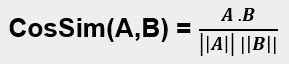 CosSim(A,B) = A .B / ||A|| ||B||